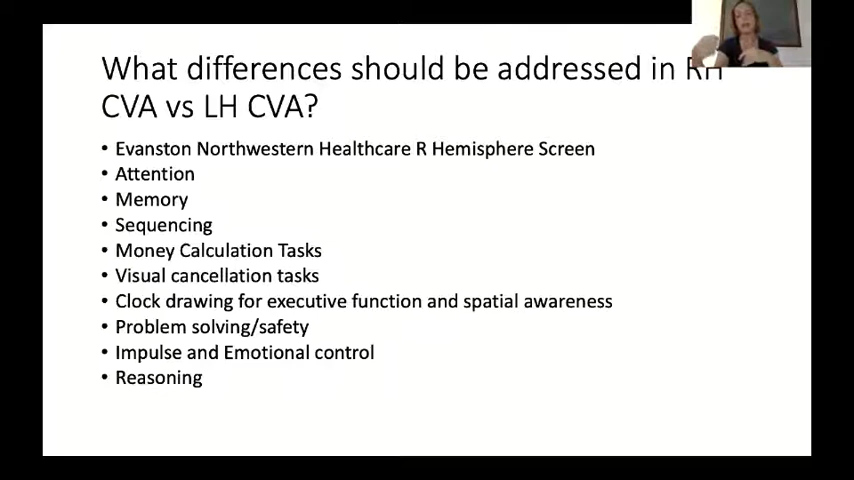 What differences should be addressed in RH
CVA vs LH CVA?
• Evanston Northwestern Healthcare R Hemisphere Screen
• Attention
• Memory
• Sequencing
• Money Calculation Tasks
• Visual cancellation tasks
• Clock drawing for executive function and spatial awareness
• Problem solving/safety
• Impulse and Emotional control
• Reasoning